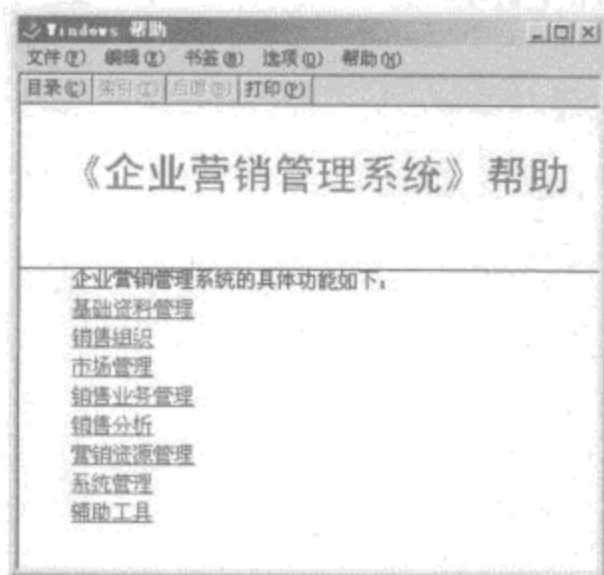 Windows 帮助
文件(F) 编辑(E) 书签(M) 选项(O) 帮助(H)
目录(C) 索引(I) 后退(B) 打印(P)
《企业营销管理系统》帮助
企业营销管理系统的具体功能如下:
基础资料管理
销售组织
市场管理
销售业务管理
销售分析
营销资源管理
系统管理
辅助工具